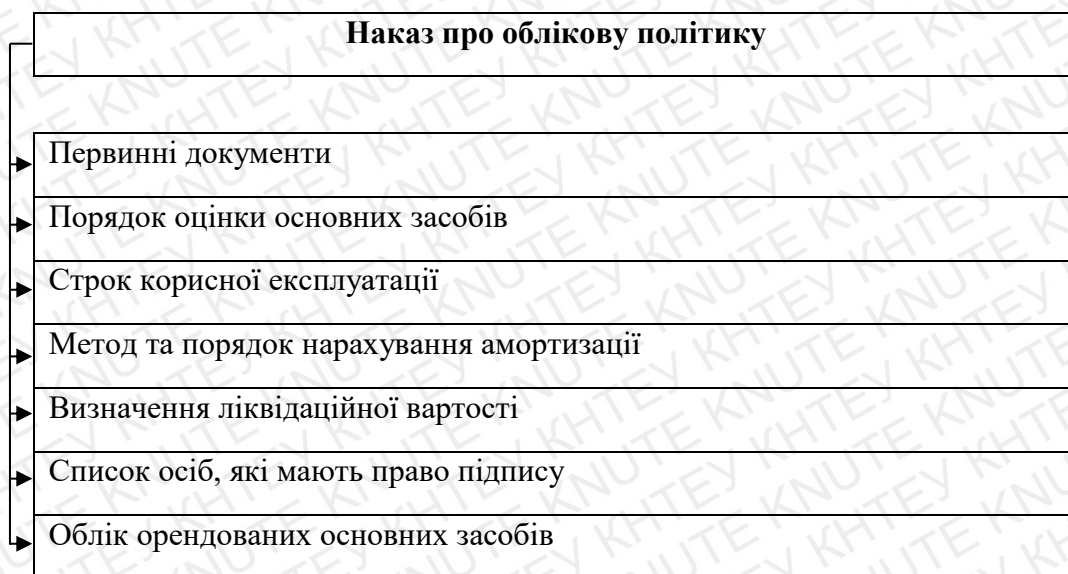 Наказ про облікову політику
Первинні документи
Порядок оцінки основних засобів
Строк корисної експлуатації
Метод та порядок нарахування амортизації
Визначення ліквідаційної вартості
Список осіб, які мають право підпису
Облік орендованих основних засобів